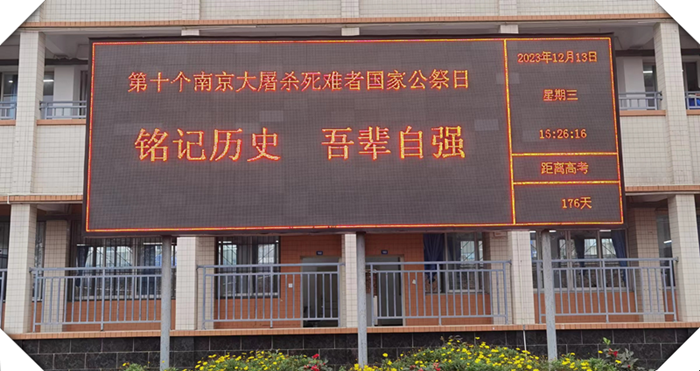 第十个南京大屠杀死难者国家公祭日
铭记历史 吾辈自强
2023年12月13日
星期三
15:26:16
距离高考
176天